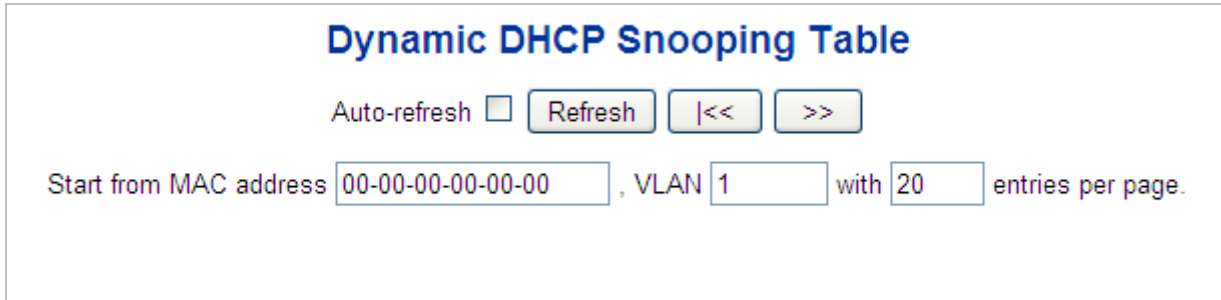 Dynamic DHCP Snooping Table
Auto-refresh Refresh |<< >>
Start from MAC address 00-00-00-00-00-00 , VLAN 1 with 20 entries per page.